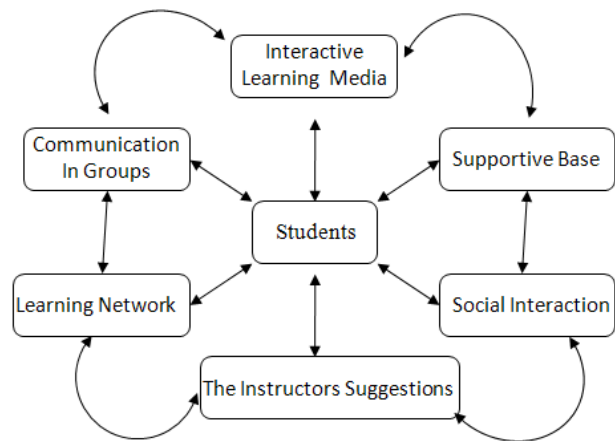 Interactive
Learning Media
Communication
In Groups
Supportive Base
Students
Learning Network
Social Interaction
The Instructors Suggestions